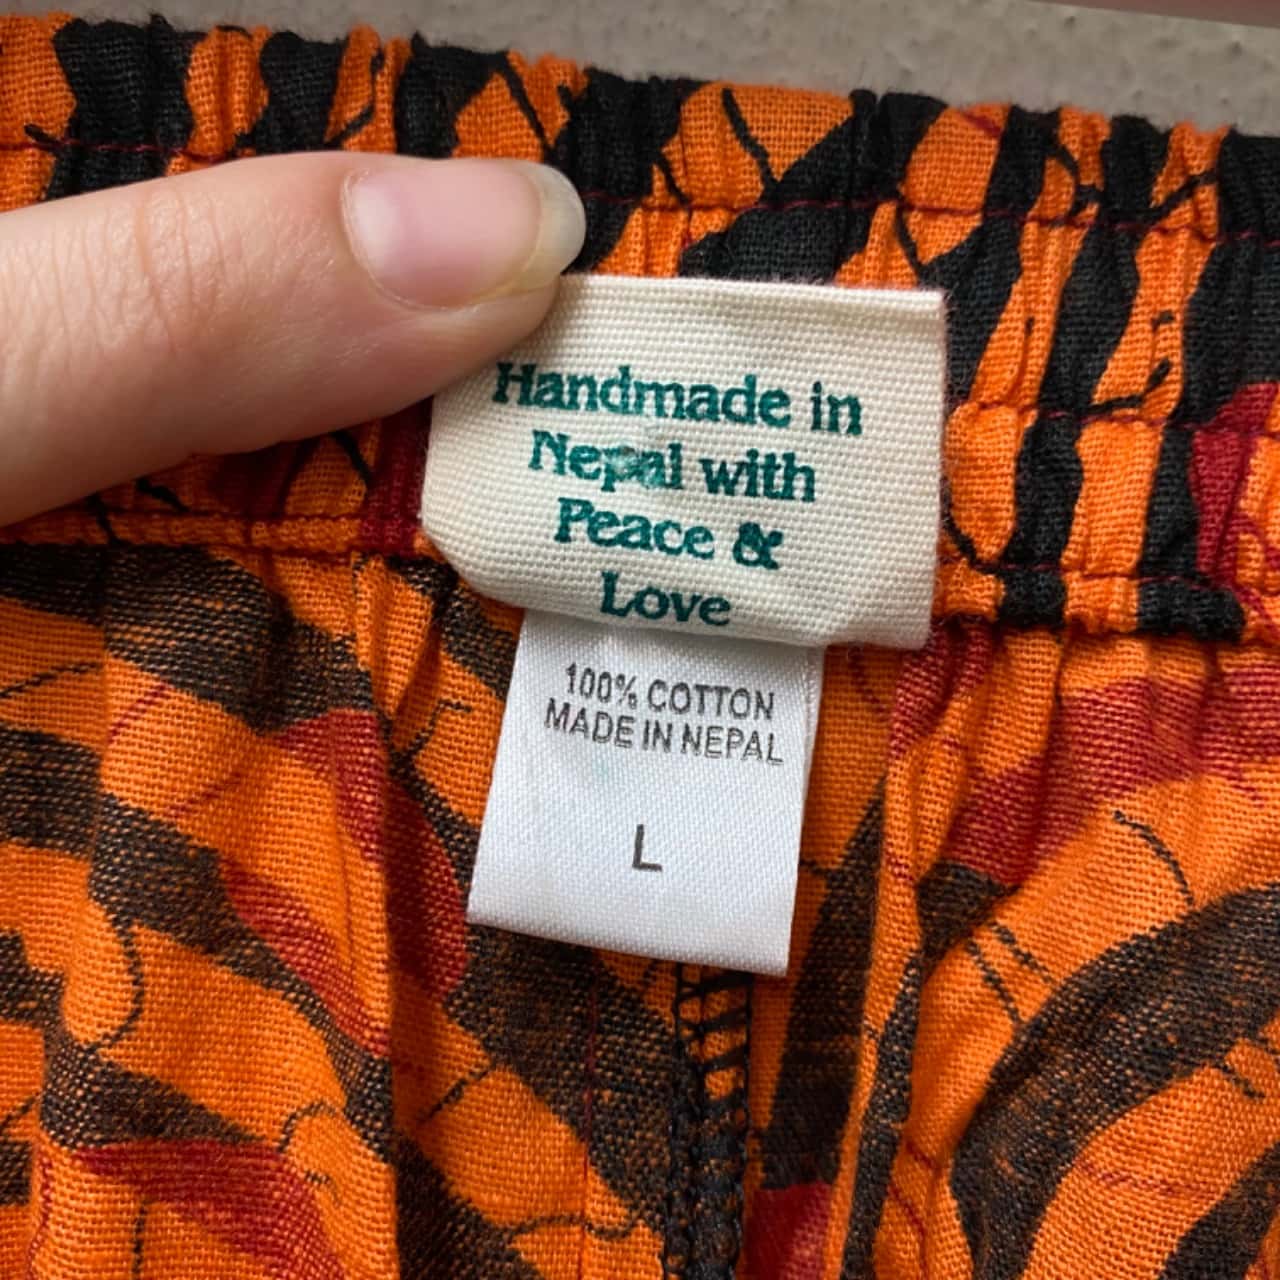 Handmade in
Nepal with
Peace &
Love
100% COTTON
MADE IN NEPAL
L